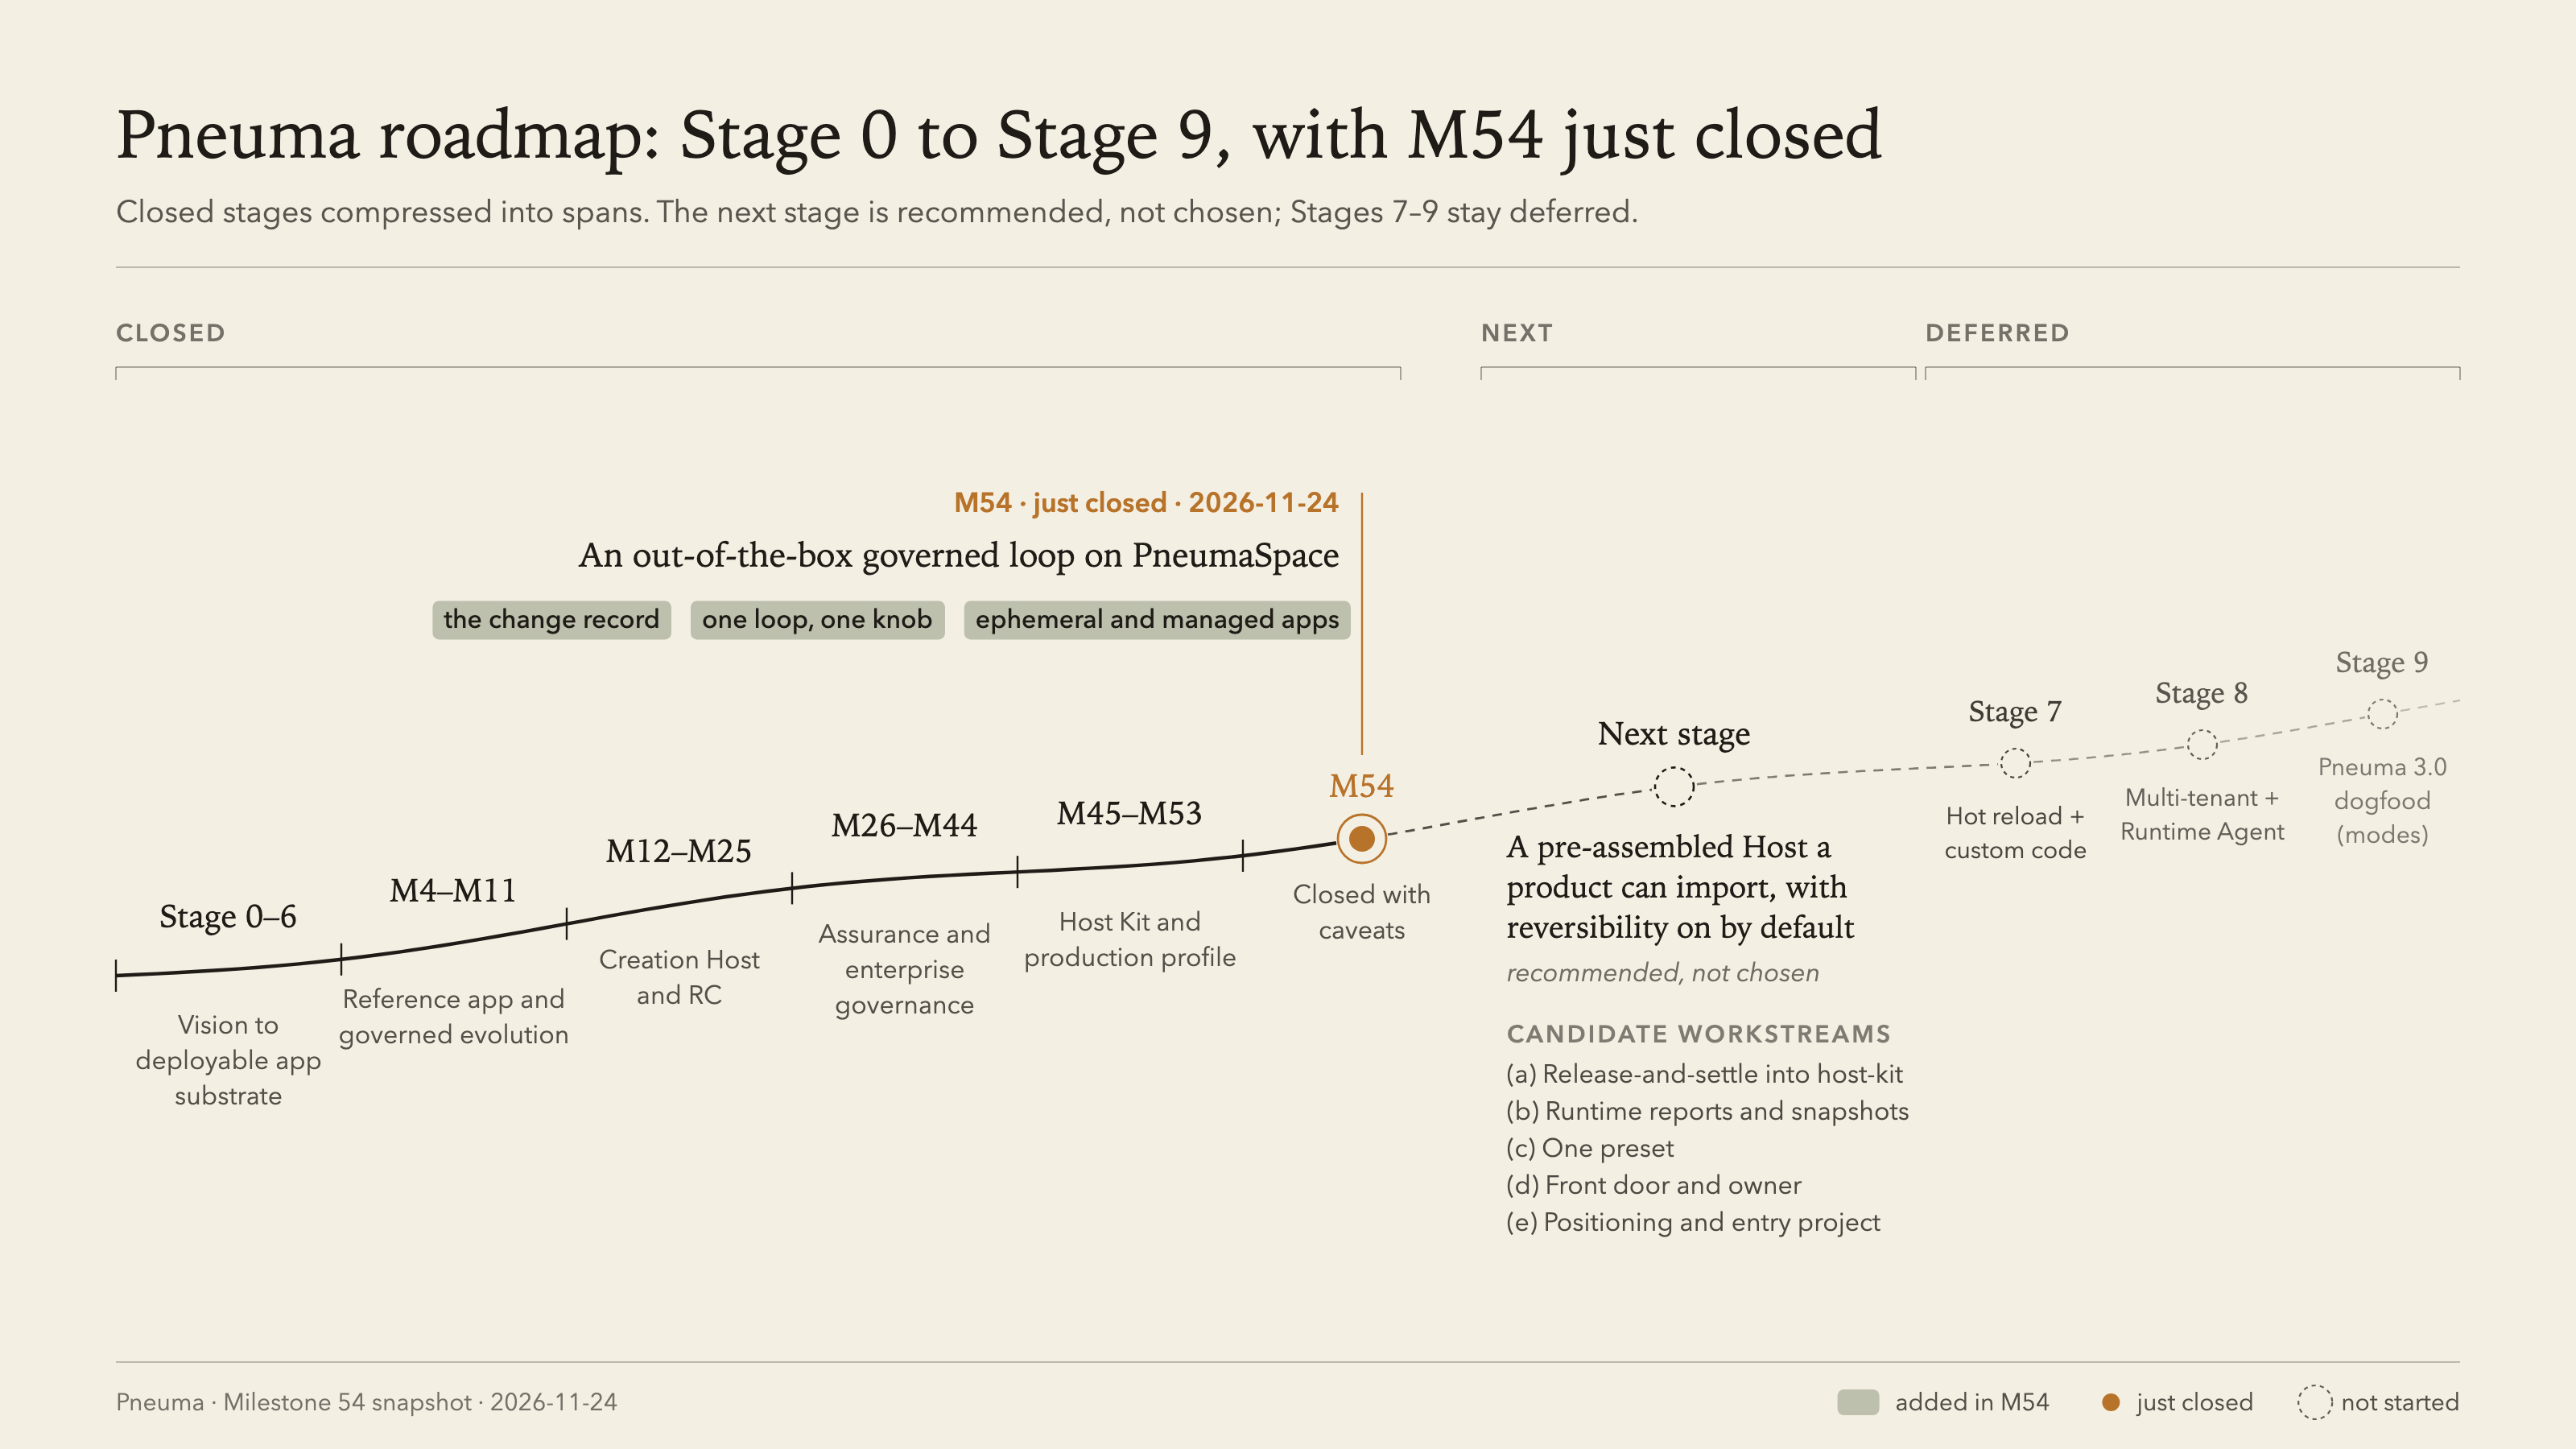 Pneuma roadmap: Stage 0 to Stage 9, with M54 just closed
Closed stages compressed into spans. The next stage is recommended, not chosen; Stages 7–9 stay deferred.
CLOSED
NEXT
DEFERRED
M54 · just closed · 2026-11-24
An out-of-the-box governed loop on PneumaSpace
the change record
one loop, one knob
ephemeral and managed apps
Stage 0–6
Vision to
deployable app
substrate
M4–M11
Reference app and
governed evolution
M12–M25
Creation Host
and RC
M26–M44
Assurance and
enterprise
governance
M45–M53
Host Kit and
production profile
M54
Closed with
caveats
Next stage
A pre-assembled Host a
product can import, with
reversibility on by default
recommended, not chosen
CANDIDATE WORKSTREAMS
(a) Release-and-settle into host-kit
(b) Runtime reports and snapshots
(c) One preset
(d) Front door and owner
(e) Positioning and entry project
Stage 7
Hot reload +
custom code
Stage 8
Multi-tenant +
Runtime Agent
Stage 9
Pneuma 3.0
dogfood
(modes)
Pneuma · Milestone 54 snapshot · 2026-11-24
added in M54
just closed
not started